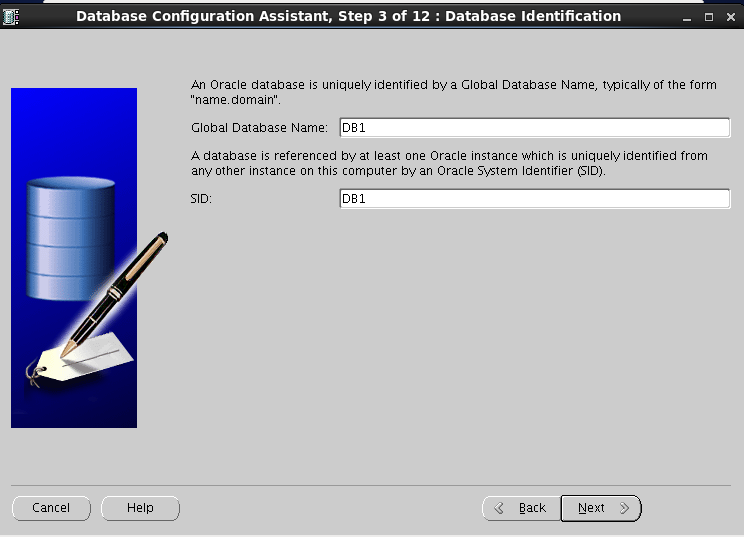 Database Configuration Assistant, Step 3 of 12 : Database Identification
An Oracle database is uniquely identified by a Global Database Name, typically of the form
"name.domain".
Global Database Name: DB1
A database is referenced by at least one Oracle instance which is uniquely identified from
any other instance on this computer by an Oracle System Identifier (SID).
SID: DB1
Cancel Help Back Next